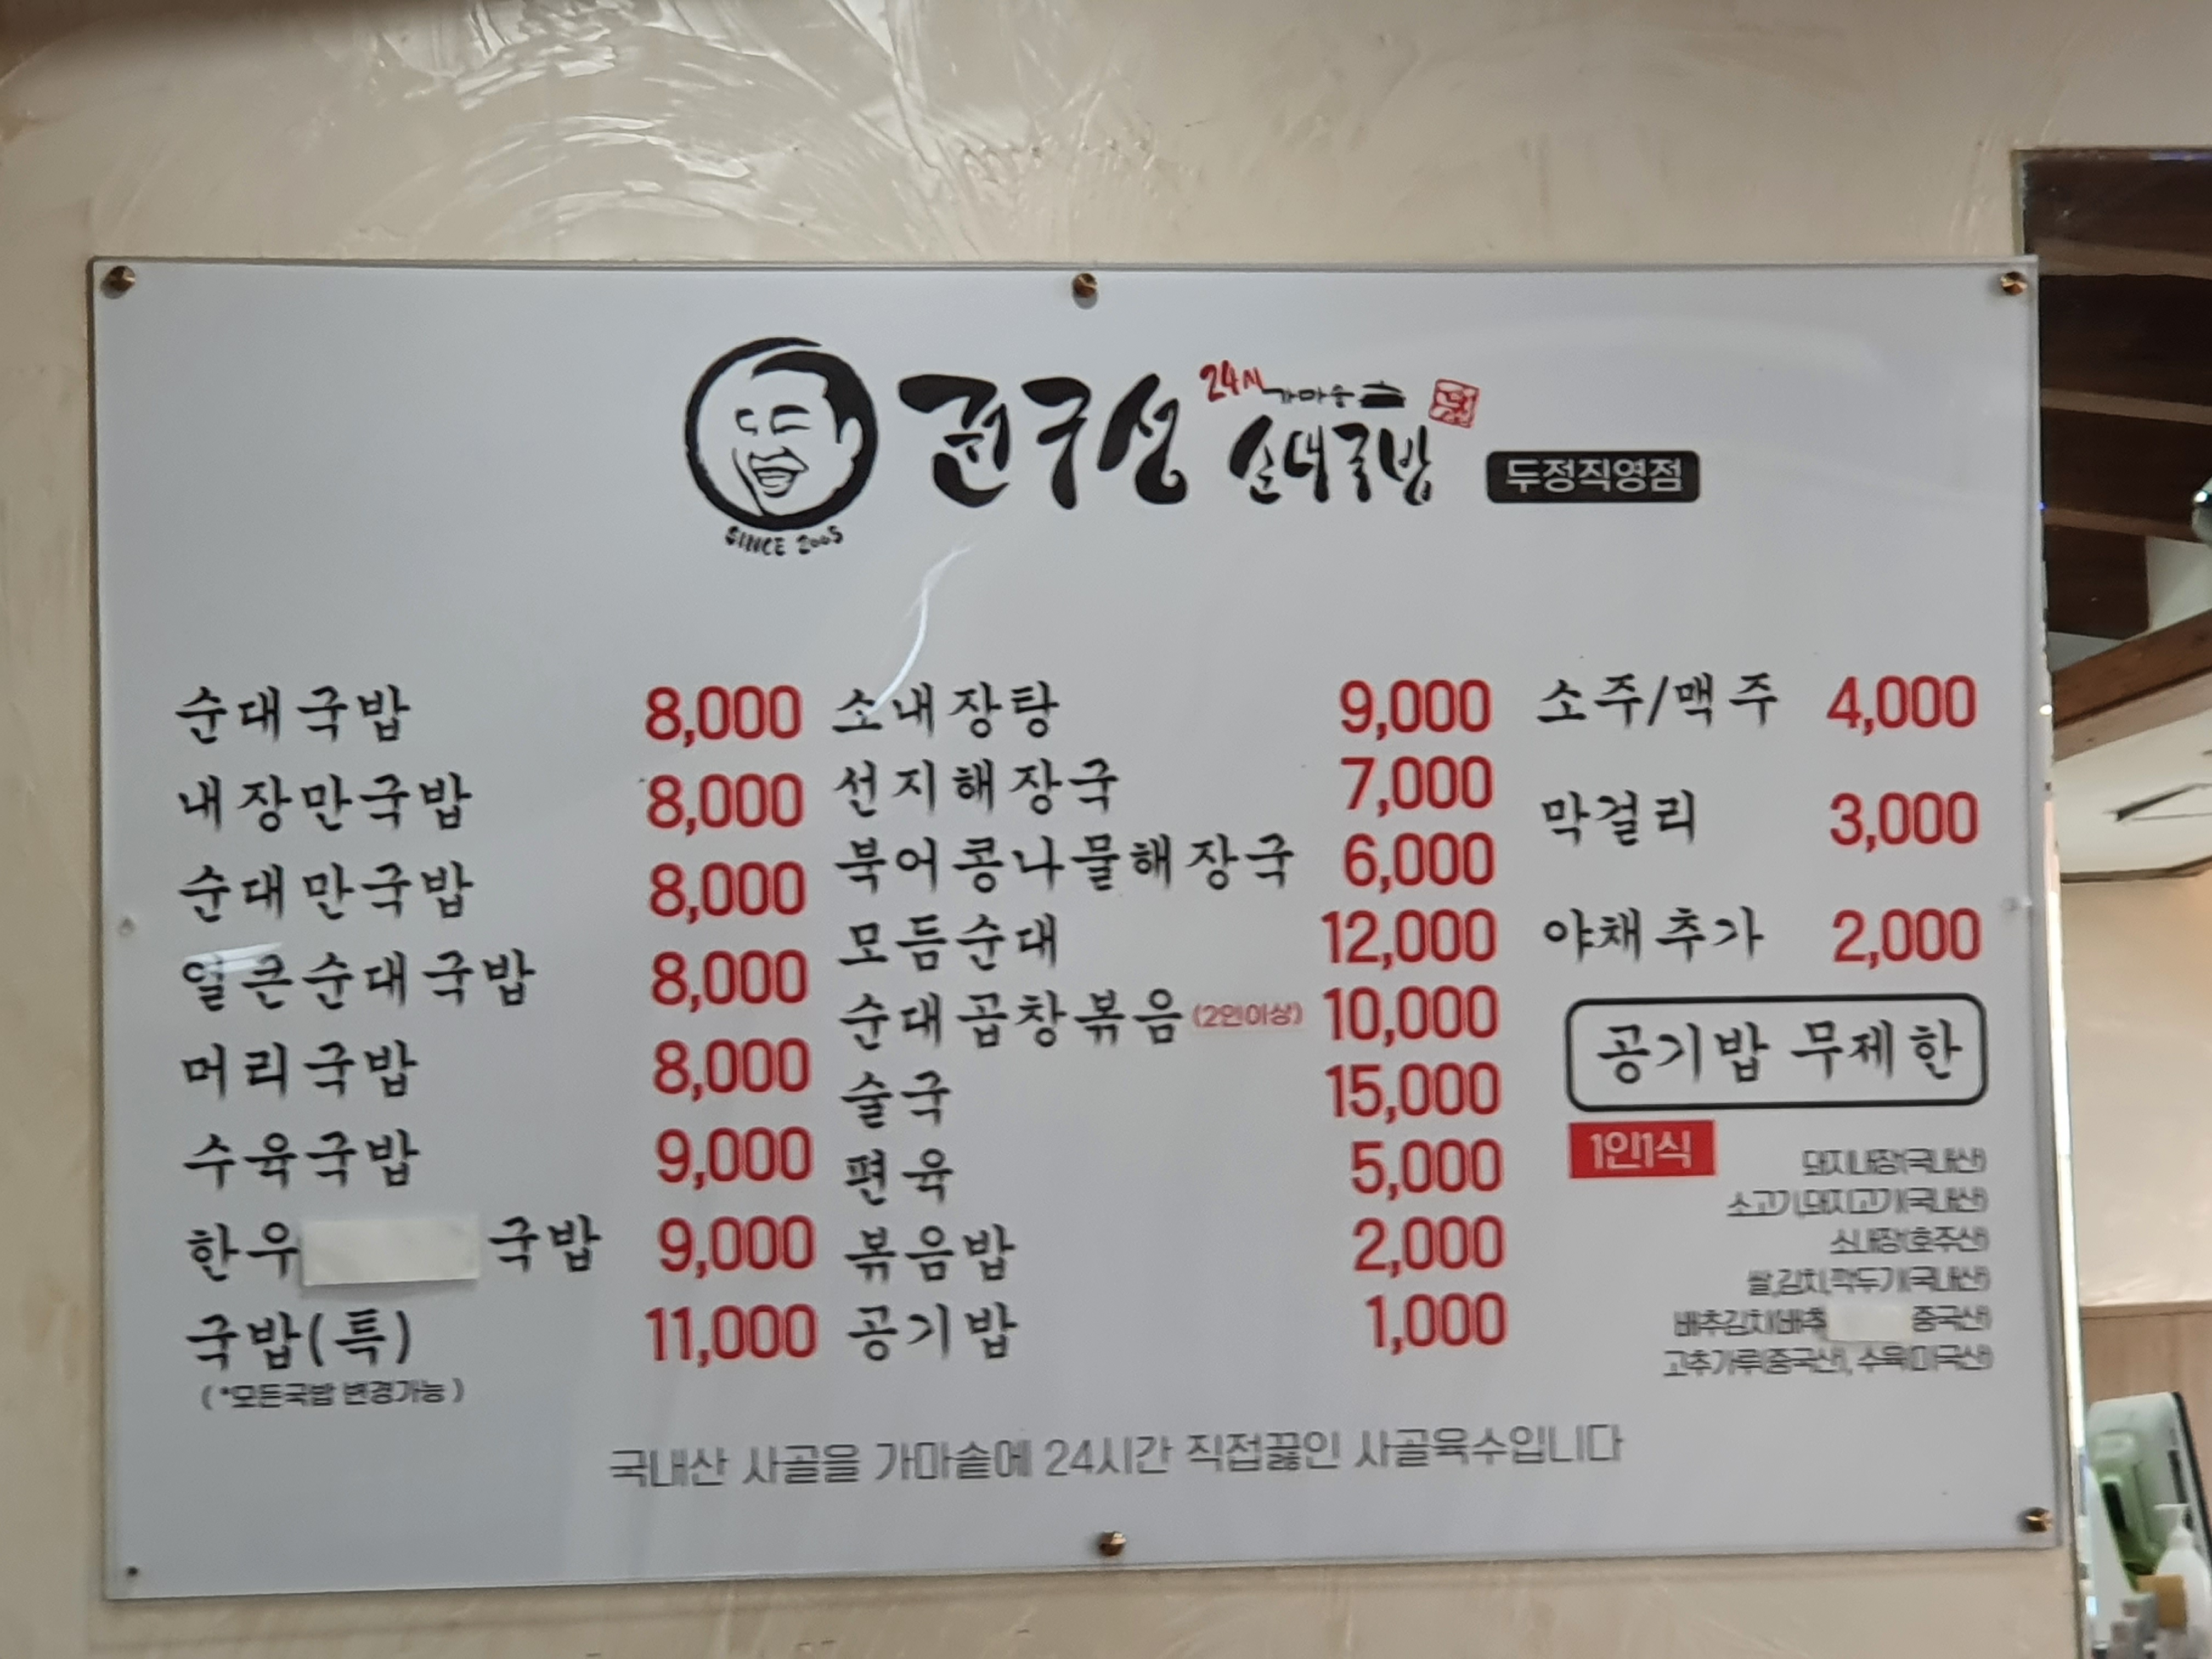 권구성
24시 가마솥
순대국밥
두정직영점
SINCE 2005
순대국밥 8,000
내장만국밥 8,000
순대만국밥 8,000
얼큰순대국밥 8,000
머리국밥 8,000
수육국밥 9,000
한우 국밥 9,000
국밥(특) 11,000
(*모든국밥 변경가능)
소내장탕 9,000
선지해장국 7,000
북어콩나물해장국 6,000
모듬순대 12,000
순대곱창볶음(2인이상) 10,000
술국 15,000
편육 5,000
볶음밥 2,000
공기밥 1,000
소주/맥주 4,000
막걸리 3,000
야채추가 2,000
공기밥 무제한
1인1식
돼지내장(국내산)
소고기,돼지고기(국내산)
소내장(호주산)
쌀,김치,깍두기(국내산)
배추김치(배추 중국산)
고추가루(중국산), 수육(미국산)
국내산 사골을 가마솥에 24시간 직접끓인 사골육수입니다